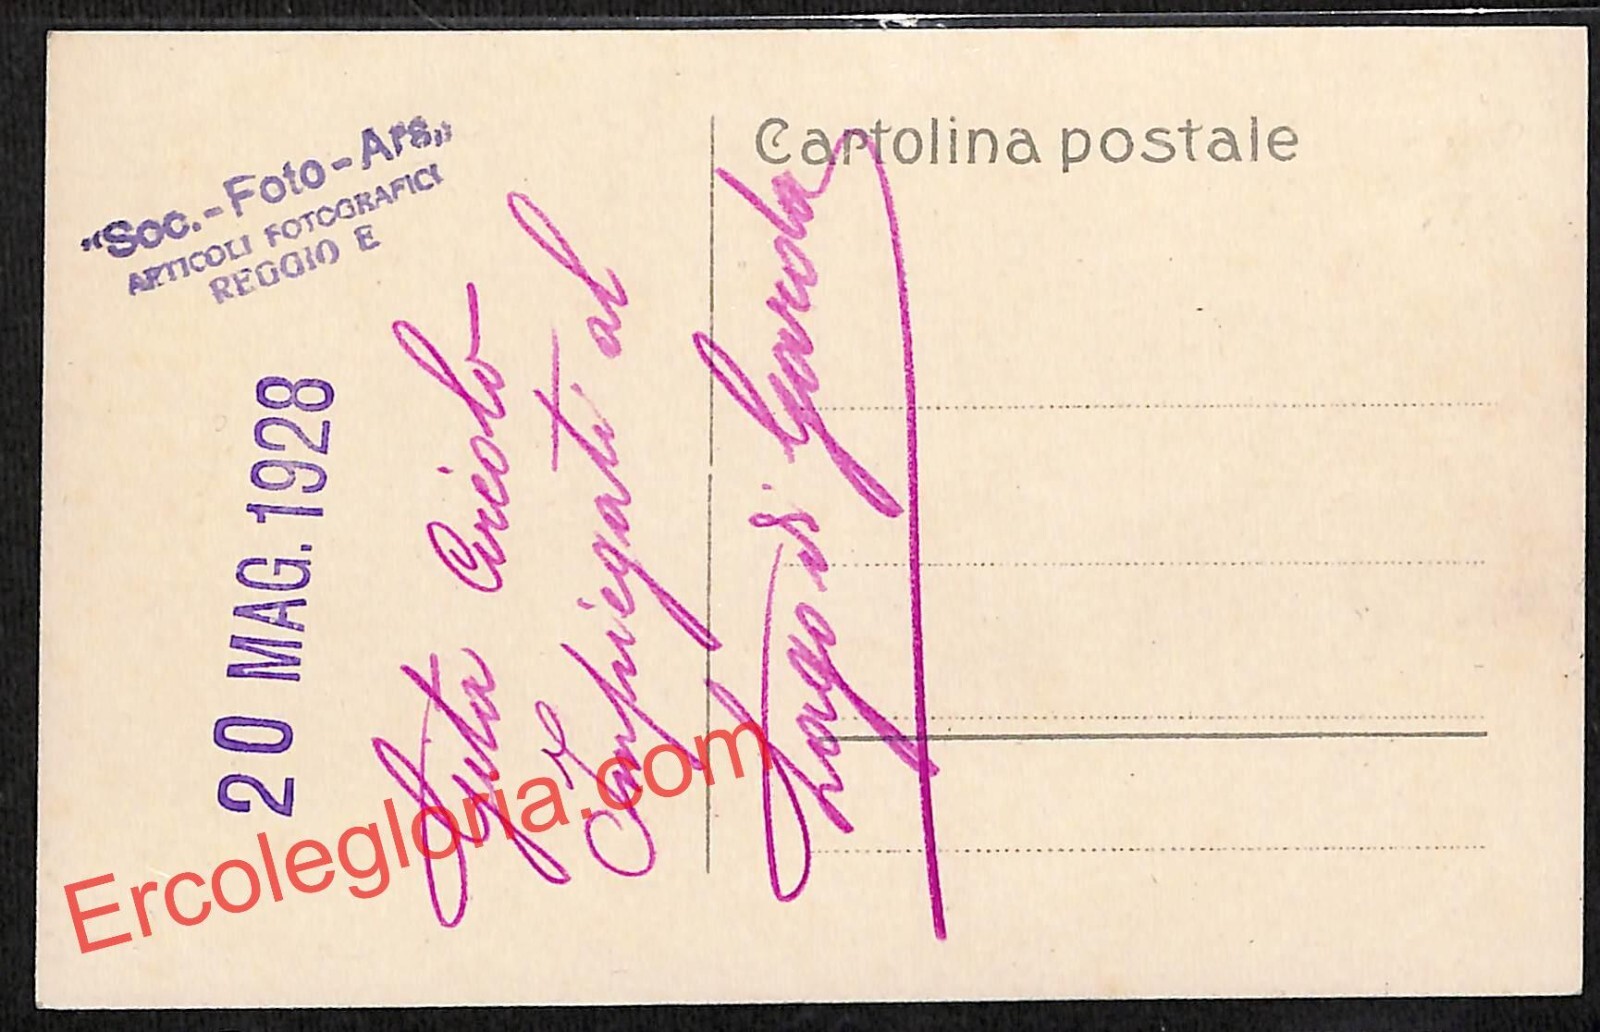 "Soc.-Foto-Ars„
ARTICOLI FOTOGRAFICI
REGGIO E
Cartolina postale
20 MAG. 1928
Gita Circolo
Impiegati al
Lago di Garda
Ercolegloria.com